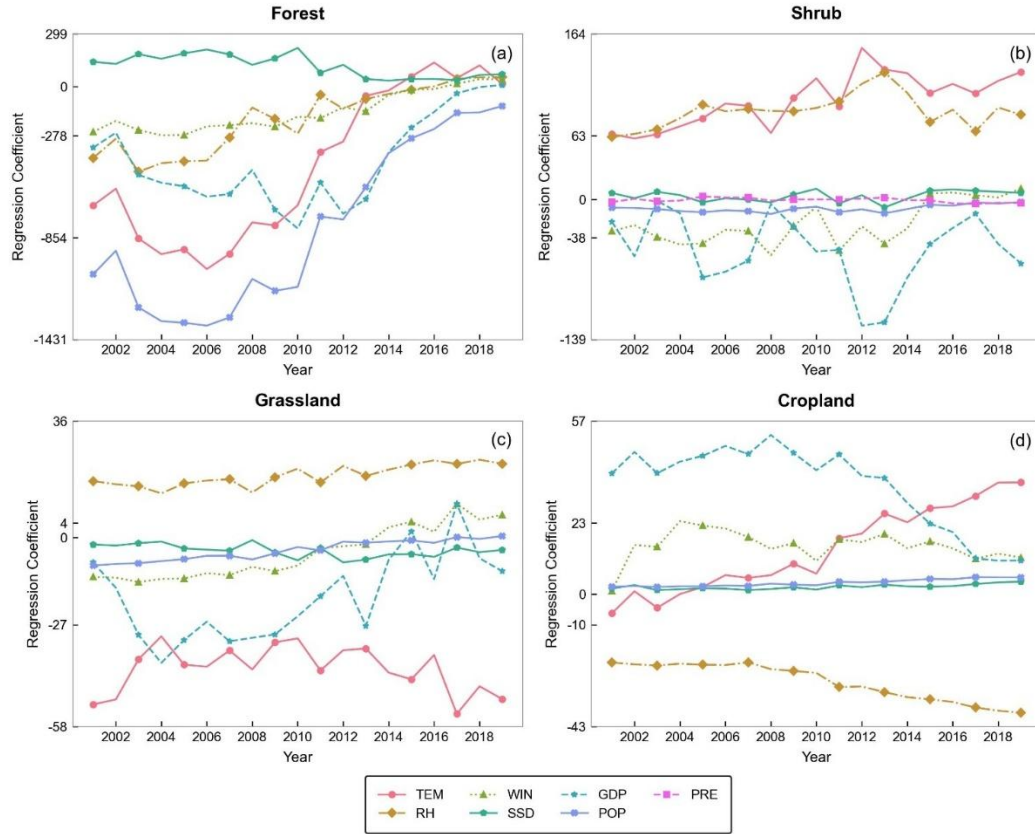 Forest
299
0
-278
-854
-1431
Regression Coefficient
(a)
2002 2004 2006 2008 2010 2012 2014 2016 2018
Year
Shrub
164
63
0
-38
-139
Regression Coefficient
(b)
2002 2004 2006 2008 2010 2012 2014 2016 2018
Year
Grassland
36
4
0
-27
-58
Regression Coefficient
(c)
2002 2004 2006 2008 2010 2012 2014 2016 2018
Year
Cropland
57
23
0
-10
-43
Regression Coefficient
(d)
2002 2004 2006 2008 2010 2012 2014 2016 2018
Year
TEM WIN GDP PRE
RH SSD POP